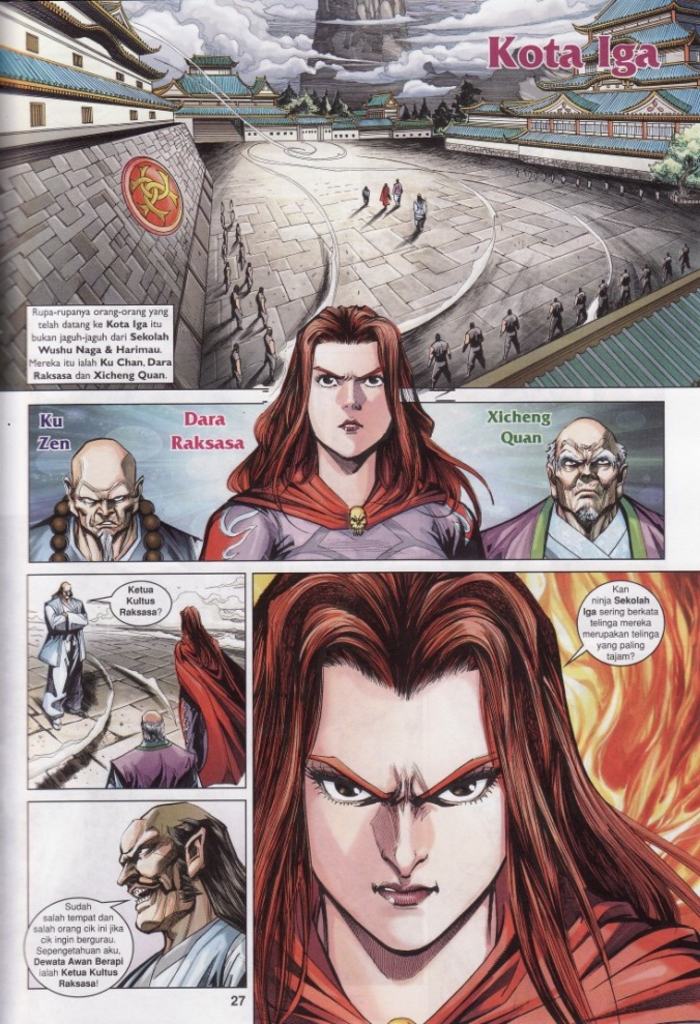 Kota Iga
Rupa-rupanya orang-orang yang
telah datang ke Kota Iga itu
bukan jaguh-jaguh dari Sekolah
Wushu Naga & Harimau.
Mereka itu ialah Ku Chan, Dara
Raksasa dan Xicheng Quan.
Ku
Zen
Dara
Raksasa
Xicheng
Quan
Ketua
Kultus
Raksasa?
Kan
ninja Sekolah
Iga sering berkata
telinga mereka
merupakan telinga
yang paling
tajam?
Sudah
salah tempat dan
salah orang cik ini jika
cik ingin bergurau.
Sepengetahuan aku,
Dewata Awan Berapi
ialah Ketua Kultus
Raksasa!
27